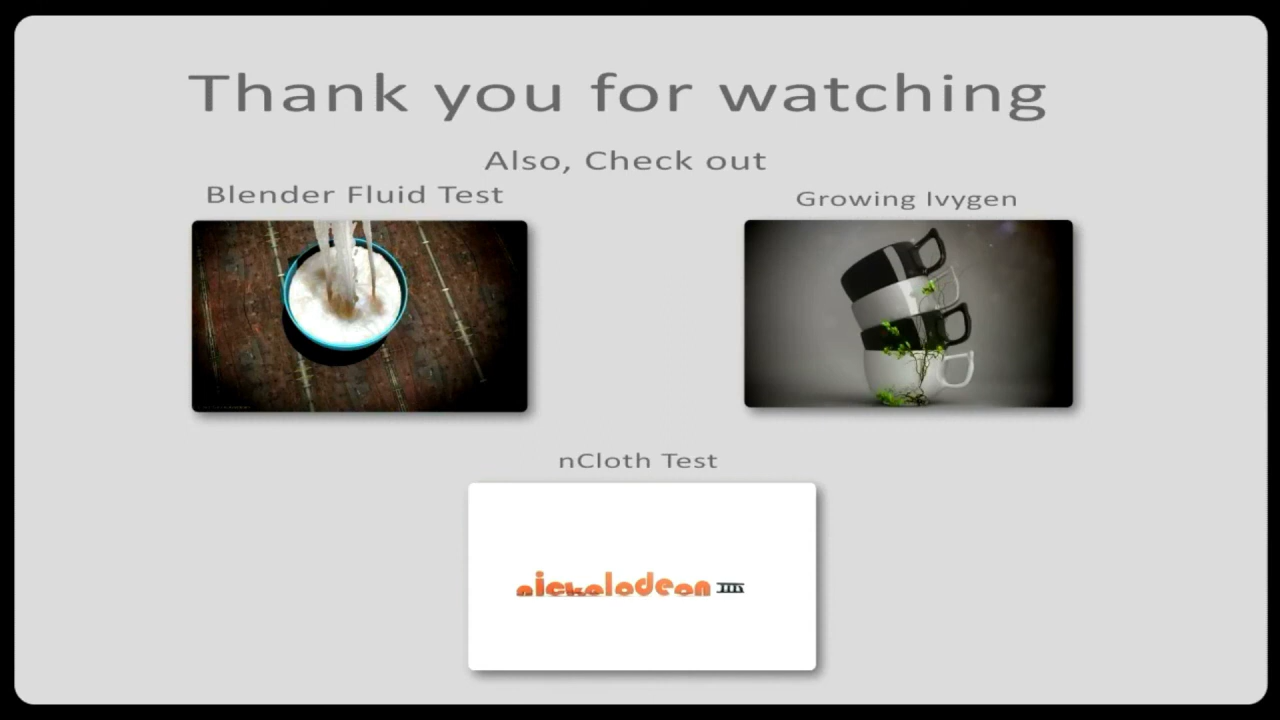 Thank you for watching
Also, Check out
Blender Fluid Test
Growing Ivygen
nCloth Test
nickelodeon